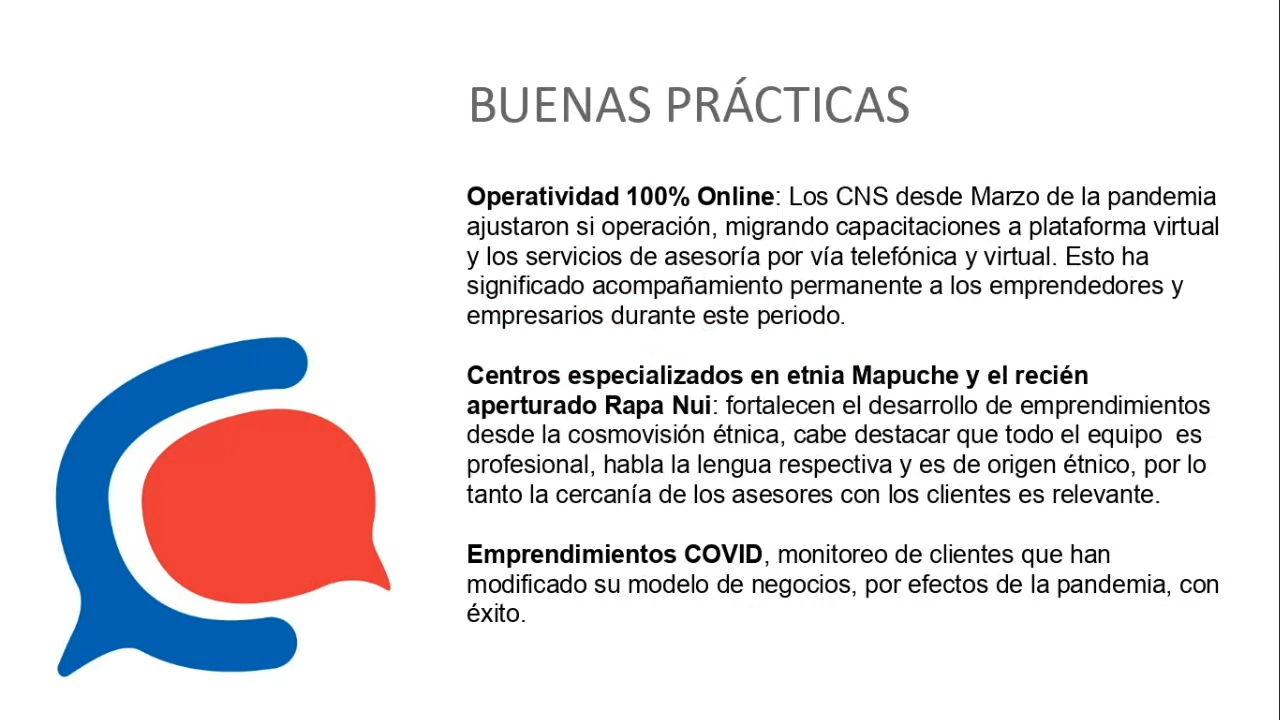 BUENAS PRÁCTICAS
Operatividad 100% Online: Los CNS desde Marzo de la pandemia
ajustaron si operación, migrando capacitaciones a plataforma virtual
y los servicios de asesoría por vía telefónica y virtual. Esto ha
significado acompañamiento permanente a los emprendedores y
empresarios durante este periodo.
Centros especializados en etnia Mapuche y el recién
aperturado Rapa Nui: fortalecen el desarrollo de emprendimientos
desde la cosmovisión étnica, cabe destacar que todo el equipo  es
profesional, habla la lengua respectiva y es de origen étnico, por lo
tanto la cercanía de los asesores con los clientes es relevante.
Emprendimientos COVID, monitoreo de clientes que han
modificado su modelo de negocios, por efectos de la pandemia, con
éxito.